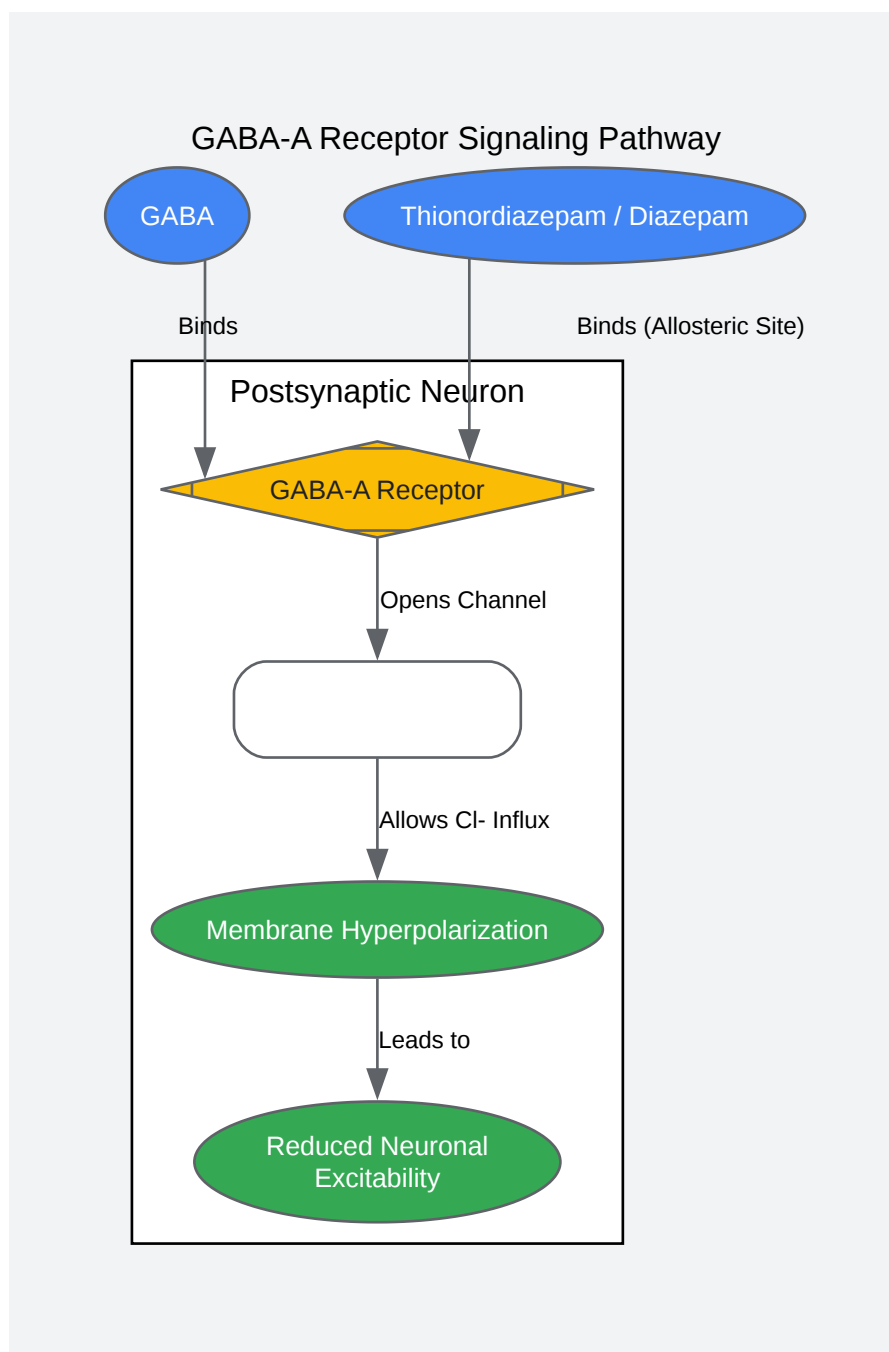 GABA-A Receptor Signaling Pathway
GABA
Thionordiazepam / Diazepam
Binds
Binds (Allosteric Site)
Postsynaptic Neuron
GABA-A Receptor
Opens Channel
Allows Cl- Influx
Membrane Hyperpolarization
Leads to
Reduced Neuronal
Excitability